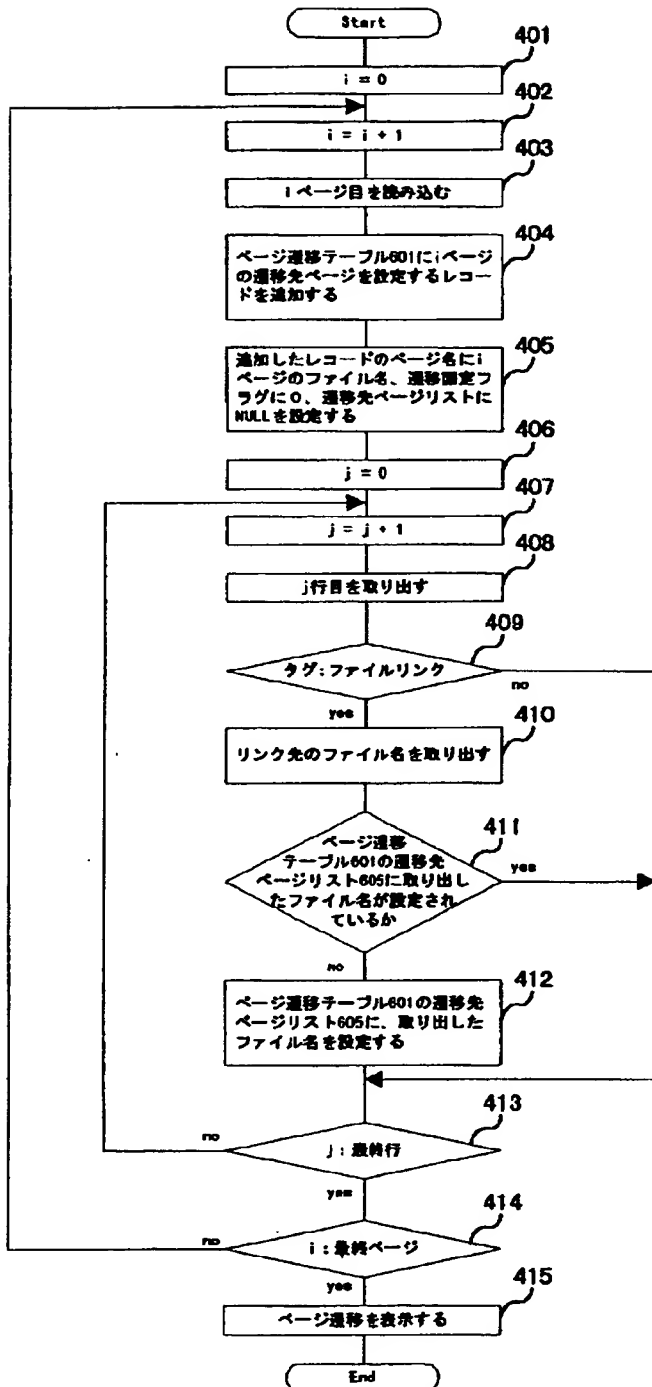 Start
401
i = 0
402
i = i + 1
403
iページ目を読み込む
404
ページ遷移テーブル601にiページ
の遷移先ページを設定するレコー
ドを追加する
405
追加したレコードのページ名にi
ページのファイル名、遷移固定フ
ラグに0、遷移先ページリストに
NULLを設定する
406
j = 0
407
j = j + 1
408
j行目を取り出す
409
タグ:ファイルリンク
no
yes
410
リンク先のファイル名を取り出す
411
ページ遷移
テーブル601の遷移先
ページリスト605に取り出し
たファイル名が設定され
ているか
yes
no
412
ページ遷移テーブル601の遷移先
ページリスト605に、取り出した
ファイル名を設定する
413
no
j:最終行
yes
414
no
i:最終ページ
yes
415
ページ遷移を表示する
End